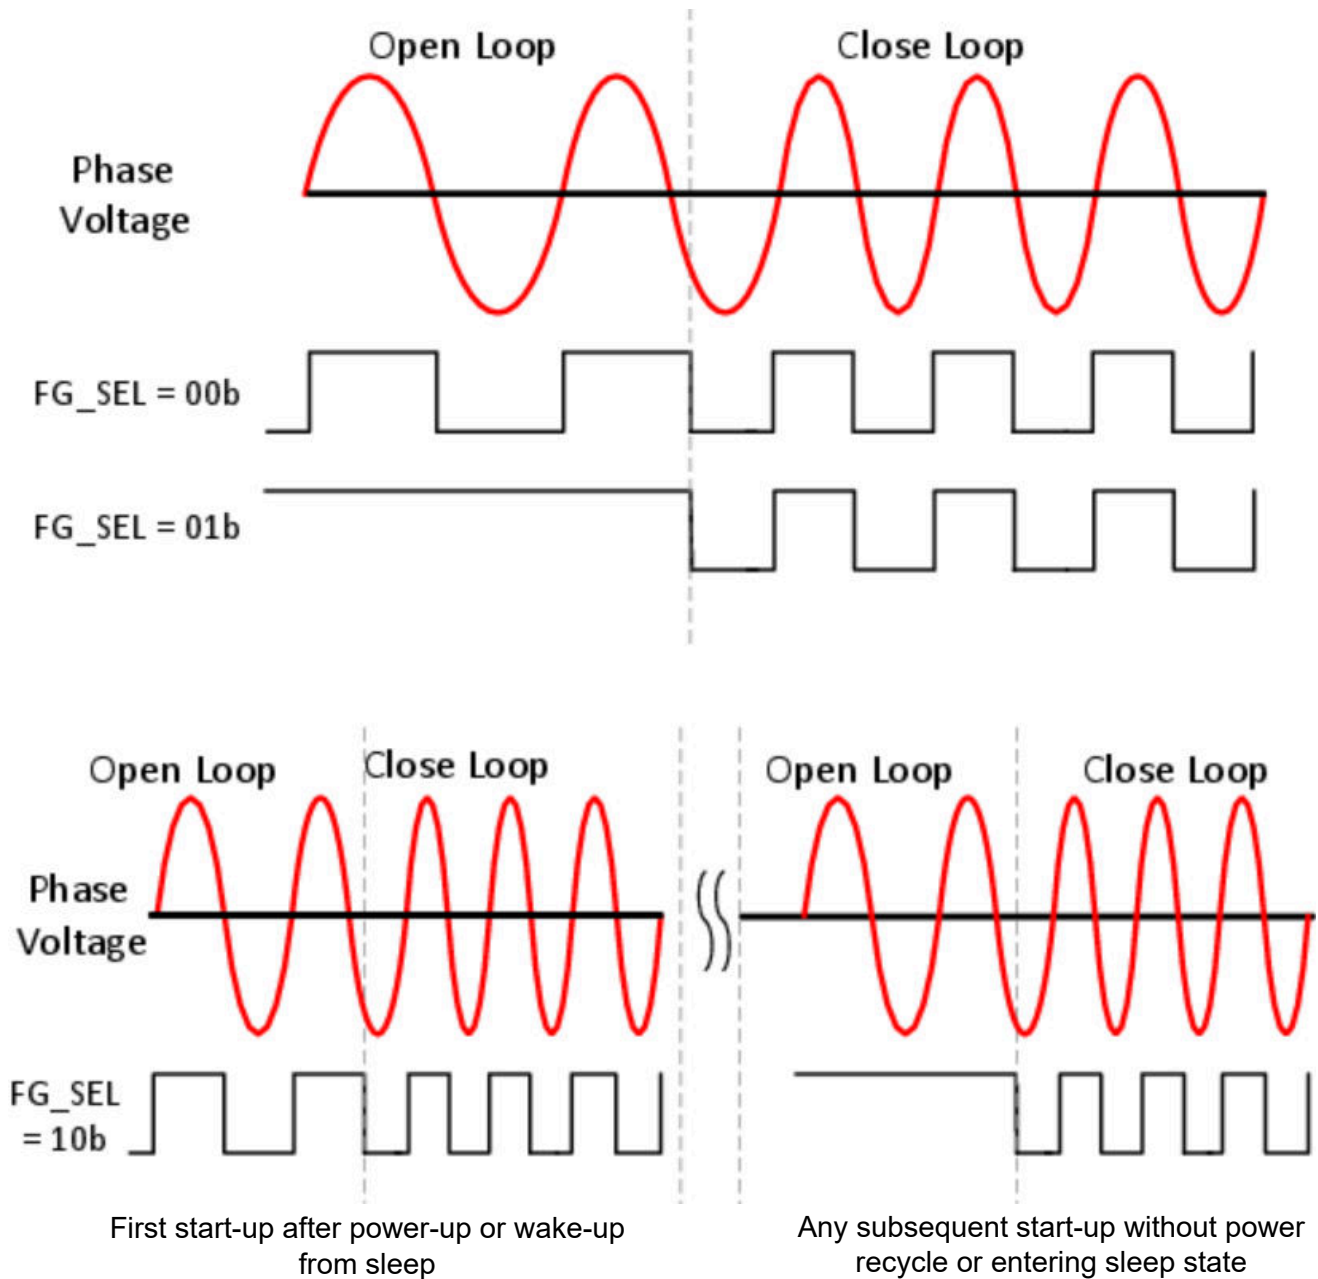 Open Loop
Close Loop
Phase
Voltage
FG_SEL = 00b
FG_SEL = 01b
Open Loop
Close Loop
Open Loop
Close Loop
Phase
Voltage
FG_SEL
= 10b
First start-up after power-up or wake-up
from sleep
Any subsequent start-up without power
recycle or entering sleep state